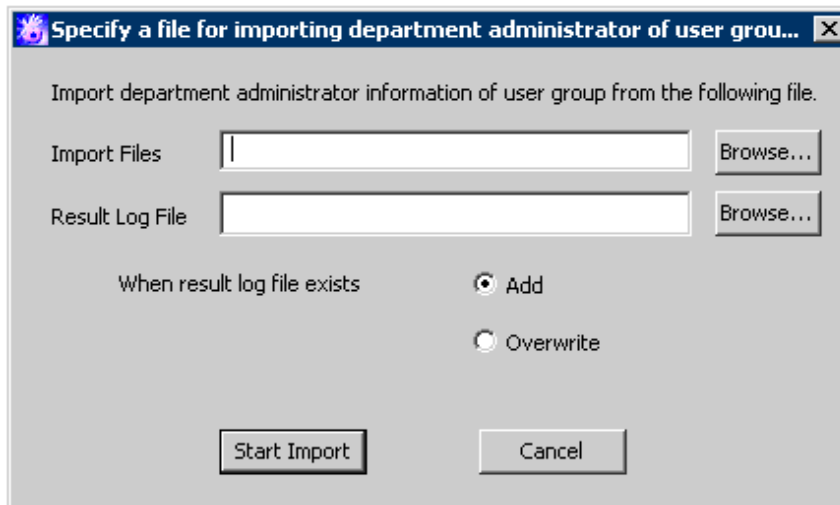 Specify a file for importing department administrator of user grou...
Import department administrator information of user group from the following file.
Import Files Browse...
Result Log File Browse...
When result log file exists Add
Overwrite
Start Import Cancel